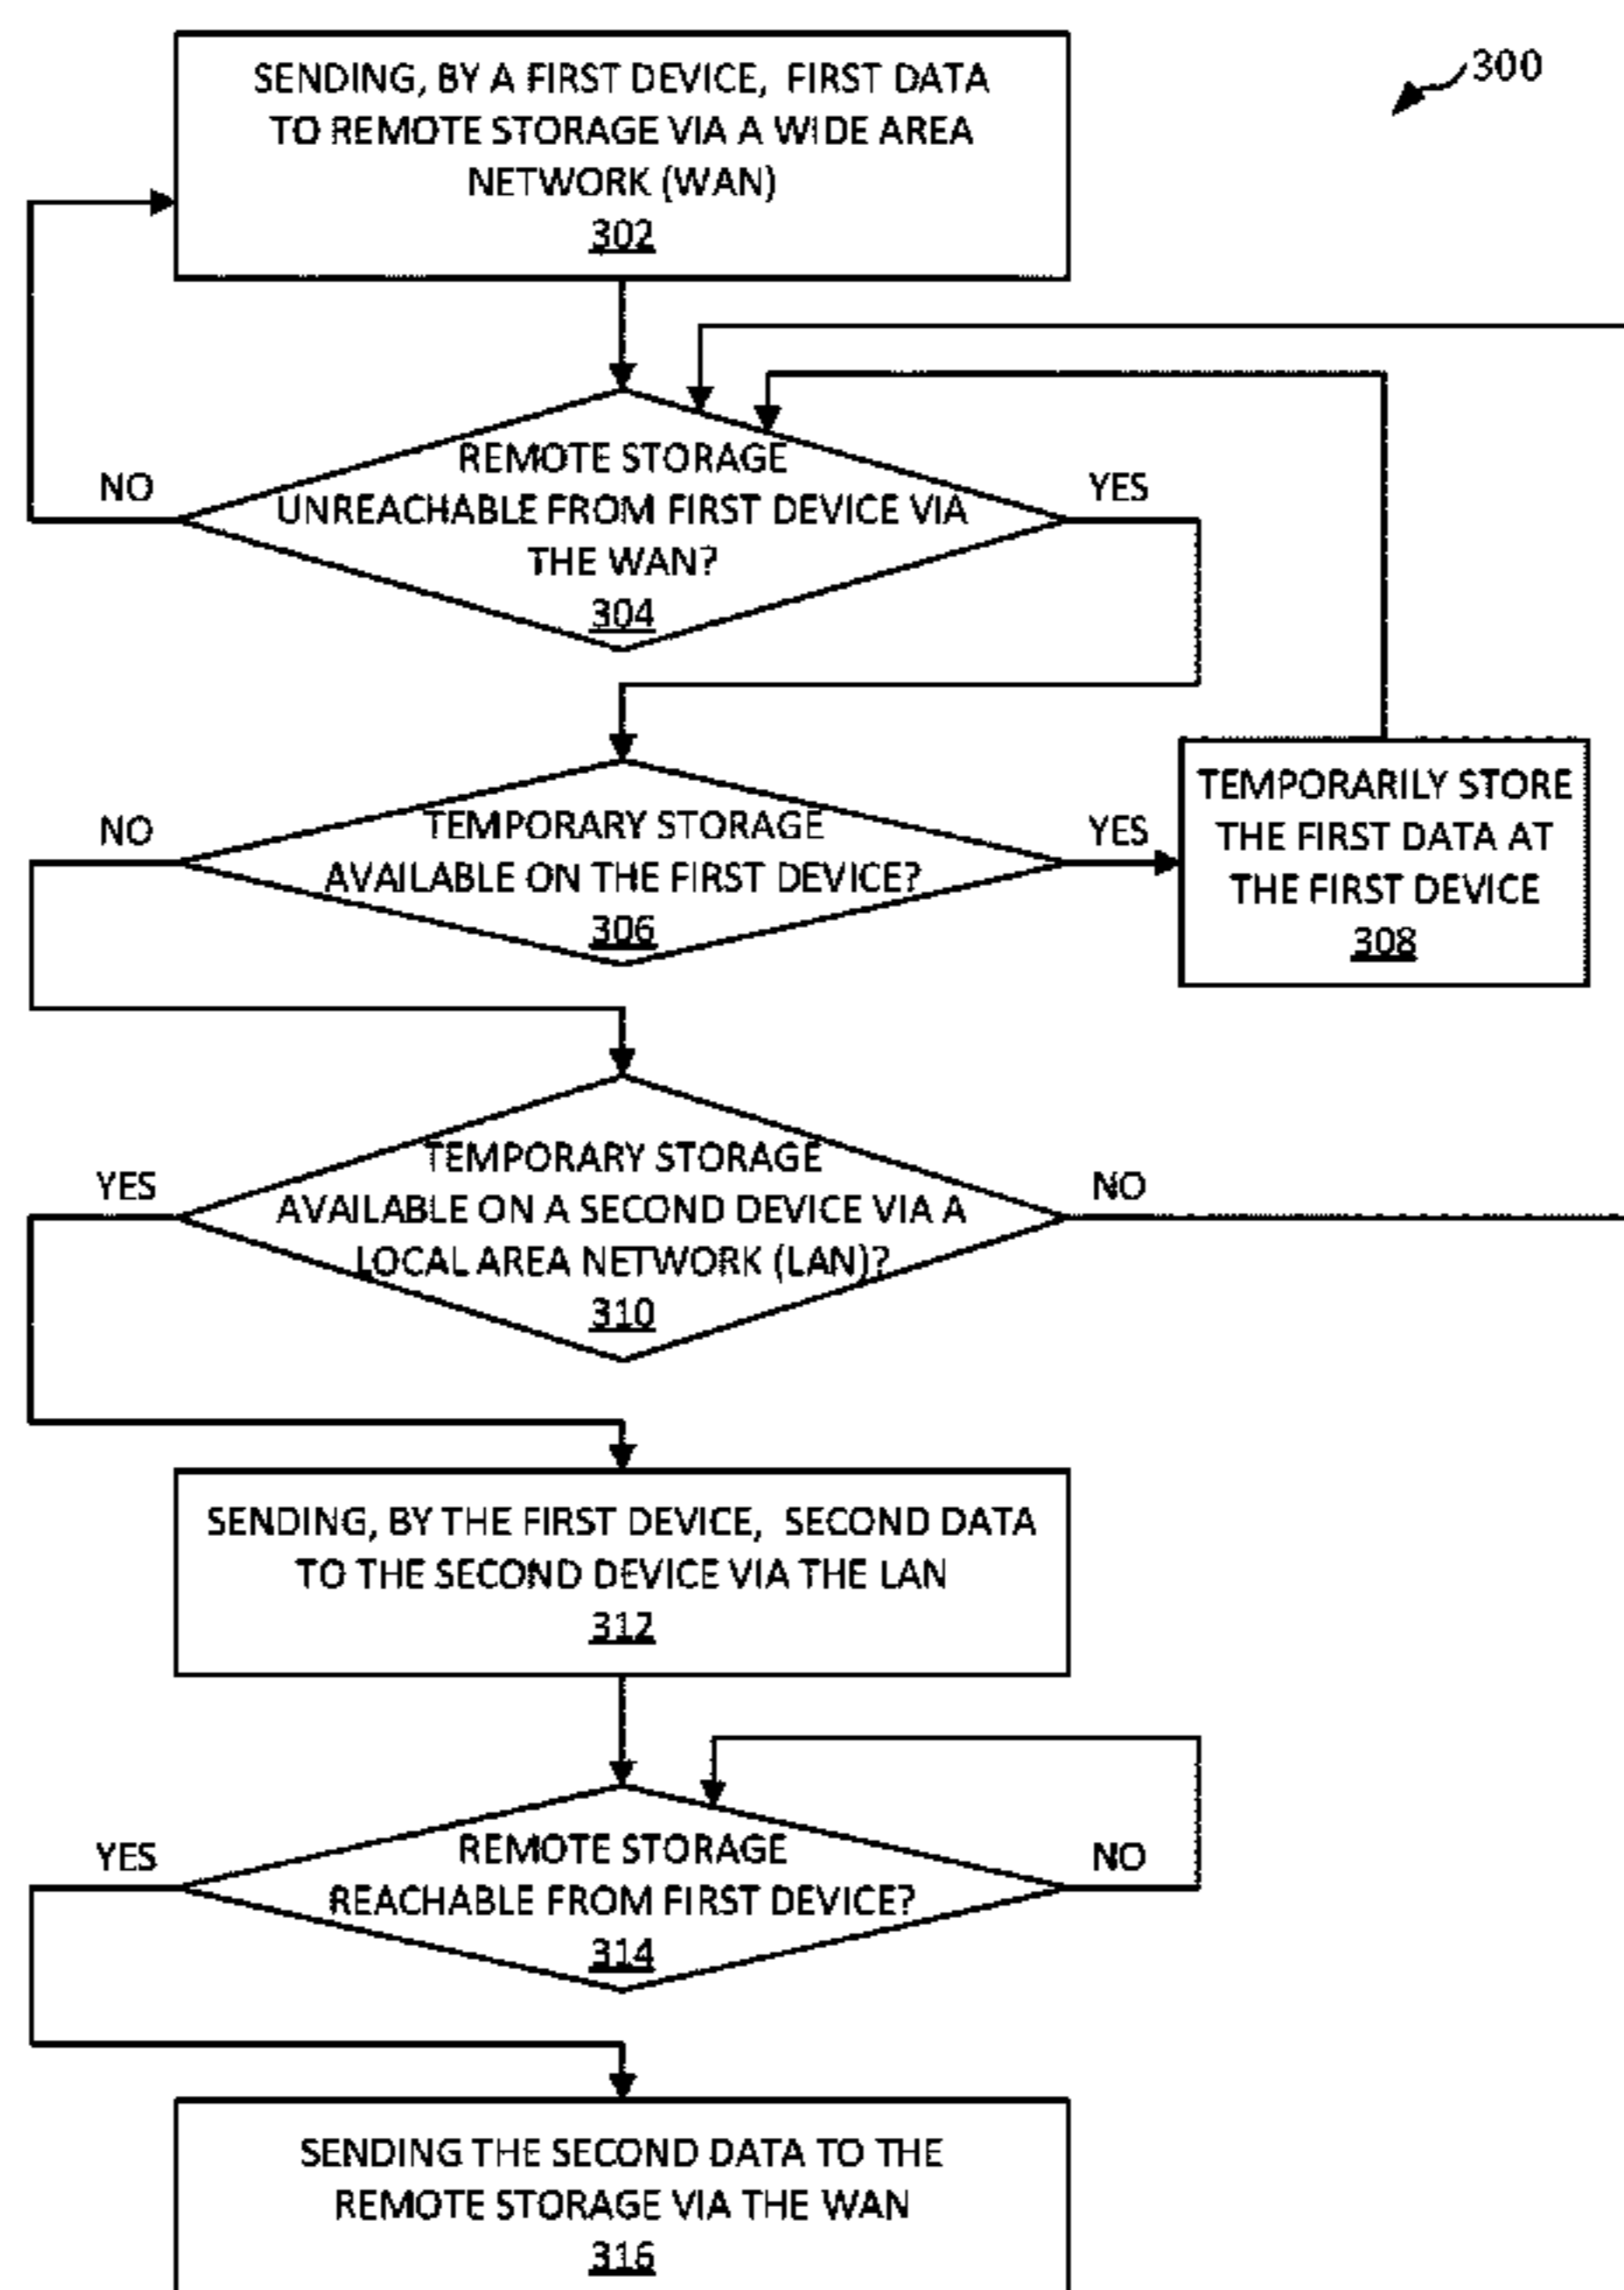 300
SENDING, BY A FIRST DEVICE, FIRST DATA
TO REMOTE STORAGE VIA A WIDE AREA
NETWORK (WAN)
302
REMOTE STORAGE
UNREACHABLE FROM FIRST DEVICE VIA
THE WAN?
304
NO
YES
TEMPORARY STORAGE
AVAILABLE ON THE FIRST DEVICE?
306
NO
YES
TEMPORARILY STORE
THE FIRST DATA AT
THE FIRST DEVICE
308
TEMPORARY STORAGE
AVAILABLE ON A SECOND DEVICE VIA A
LOCAL AREA NETWORK (LAN)?
310
YES
NO
SENDING, BY THE FIRST DEVICE, SECOND DATA
TO THE SECOND DEVICE VIA THE LAN
312
REMOTE STORAGE
REACHABLE FROM FIRST DEVICE?
314
YES
NO
SENDING THE SECOND DATA TO THE
REMOTE STORAGE VIA THE WAN
316